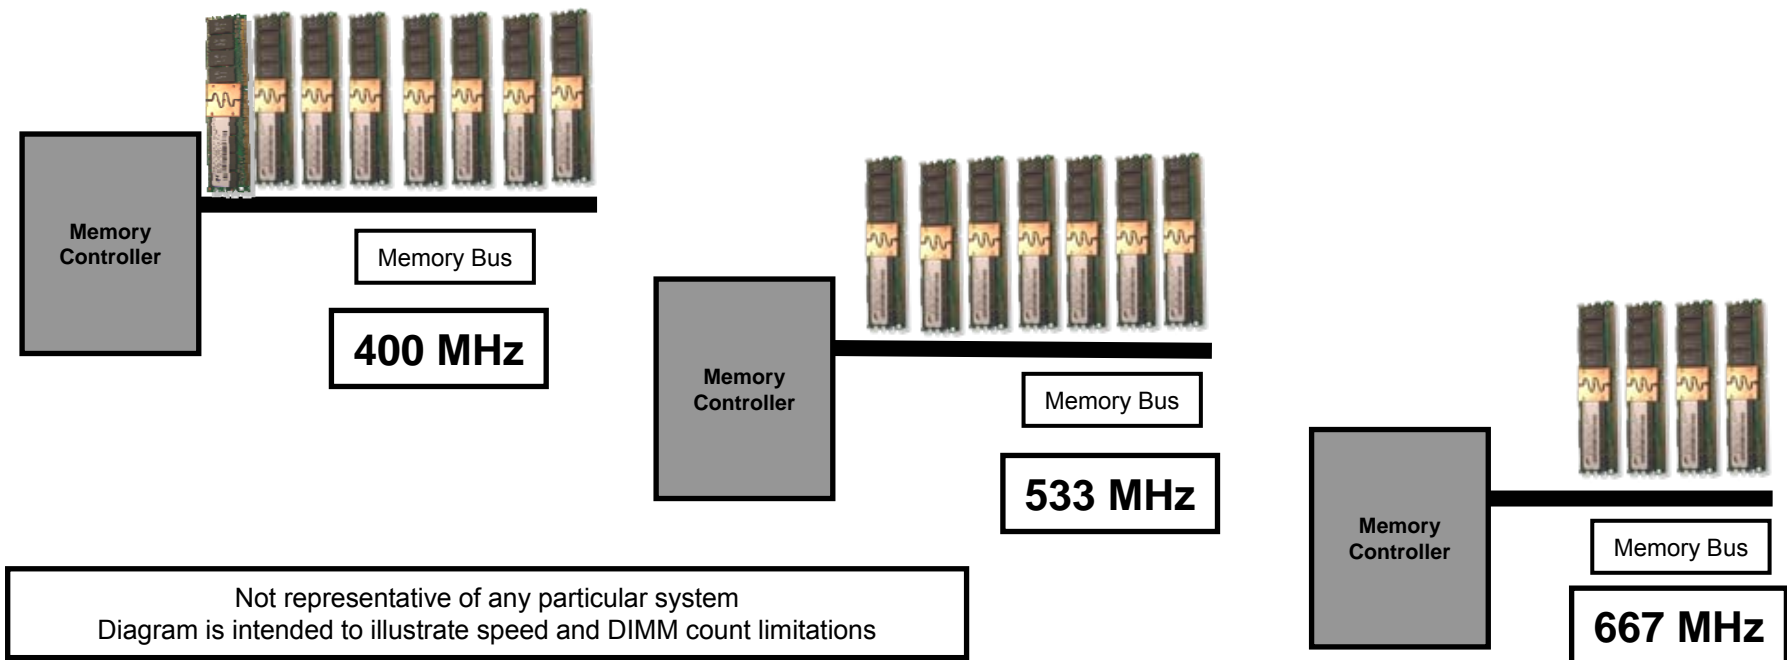 Memory
Controller
Memory Bus
400 MHz
Memory
Controller
Memory Bus
533 MHz
Memory
Controller
Memory Bus
667 MHz
Not representative of any particular system
Diagram is intended to illustrate speed and DIMM count limitations